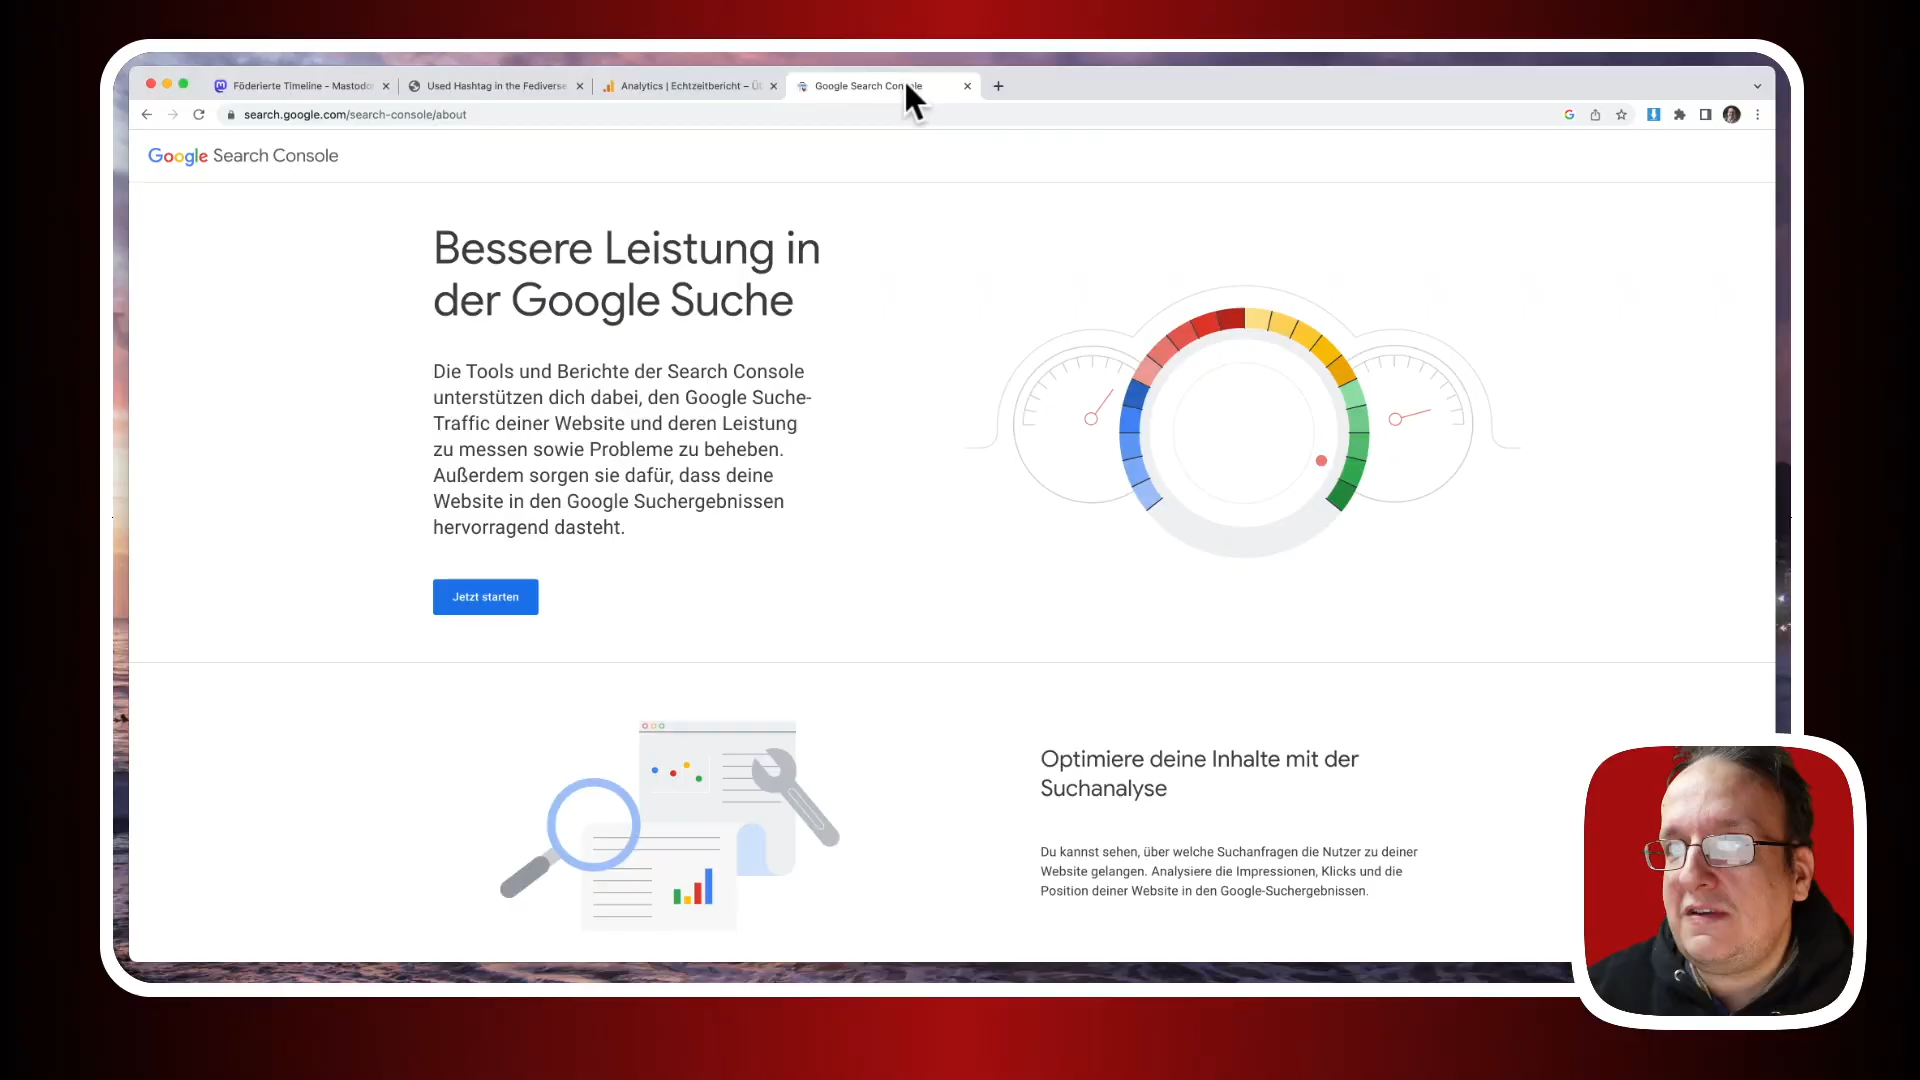 Föderierte Timeline - Mastodo
Used Hashtag in the Fediverse
Analytics | Echtzeitbericht – Üb
Google Search Con le
search.google.com/search-console/about
Google Search Console
Bessere Leistung in
der Google Suche
Die Tools und Berichte der Search Console
unterstützen dich dabei, den Google Suche-
Traffic deiner Website und deren Leistung
zu messen sowie Probleme zu beheben.
Außerdem sorgen sie dafür, dass deine
Website in den Google Suchergebnissen
hervorragend dasteht.
Jetzt starten
Optimiere deine Inhalte mit der
Suchanalyse
Du kannst sehen, über welche Suchanfragen die Nutzer zu deiner
Website gelangen. Analysiere die Impressionen, Klicks und die
Position deiner Website in den Google-Suchergebnissen.